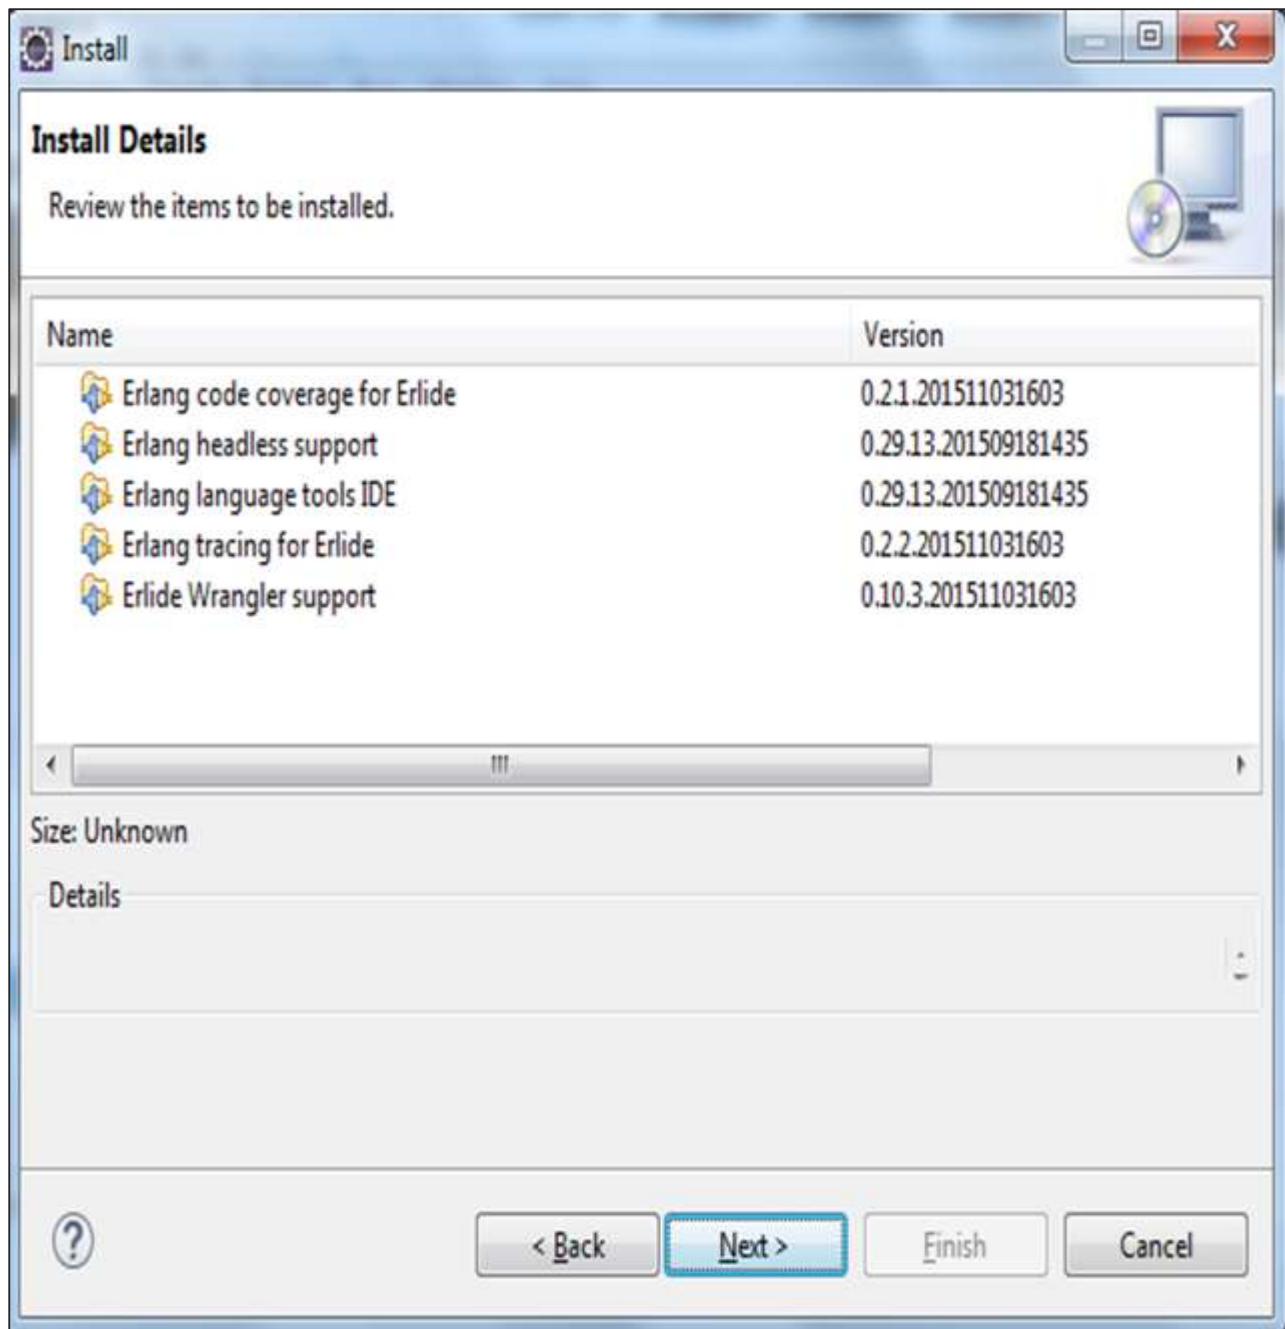 Install
X
Install Details
Review the items to be installed.
Name Version
Erlang code coverage for Erlide 0.2.1.201511031603
Erlang headless support 0.29.13.201509181435
Erlang language tools IDE 0.29.13.201509181435
Erlang tracing for Erlide 0.2.2.201511031603
Erlide Wrangler support 0.10.3.201511031603
Size: Unknown
Details
? < Back Next > Finish Cancel